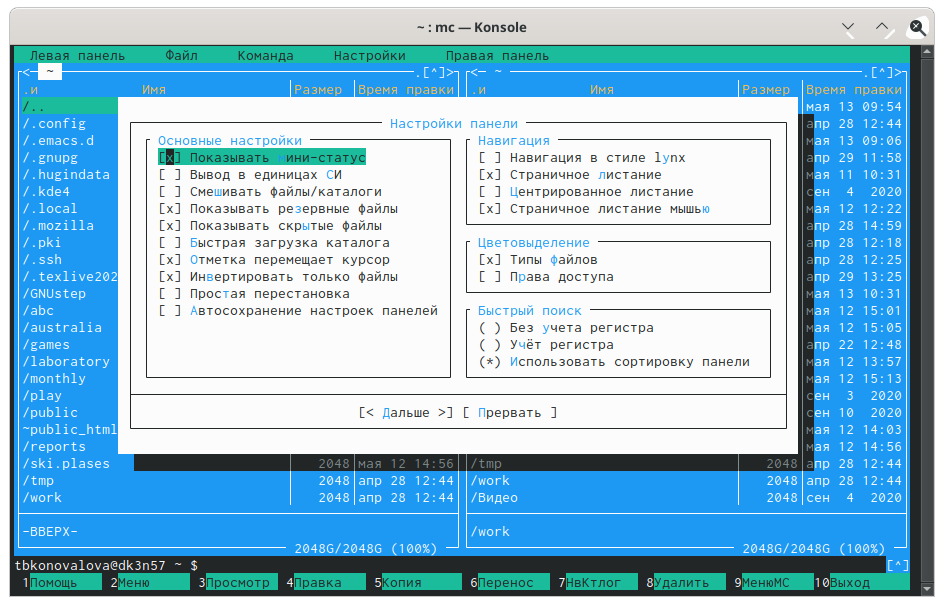 ~ : mc — Konsole
Левая панель Файл Команда Настройки Правая панель
<— ~ .[^]> <— ~ .[^]>
.и Имя Размер Время правки .и Имя Размер Время правки
/.. мая 13 09:54
/.config Настройки панели апр 28 12:44
/.emacs.d Основные настройки Навигация мая 13 09:06
/.gnupg [x] Показывать мини-статус [ ] Навигация в стиле lynx апр 29 11:58
/.hugindata [ ] Вывод в единицах СИ [x] Страничное листание мая 11 10:31
/.kde4 [ ] Смешивать файлы/каталоги [ ] Центрированное листание сен 4 2020
/.local [x] Показывать резервные файлы [x] Страничное листание мышью мая 12 12:22
/.mozilla [x] Показывать скрытые файлы апр 28 14:59
/.pki [ ] Быстрая загрузка каталога Цветовыделение апр 28 12:18
/.ssh [x] Отметка перемещает курсор [x] Типы файлов апр 28 12:25
/.texlive202 [x] Инвертировать только файлы [ ] Права доступа апр 29 13:25
/GNUstep [ ] Простая перестановка мая 13 10:31
/abc [ ] Автосохранение настроек панелей Быстрый поиск мая 12 15:01
/australia ( ) Без учета регистра мая 12 15:05
/games ( ) Учёт регистра апр 22 12:48
/laboratory (*) Использовать сортировку панели мая 12 13:57
/monthly мая 12 15:13
/play сен 3 2020
/public [< Дальше >] [ Прервать ] сен 10 2020
~public_html мая 12 14:03
/reports мая 12 14:56
/ski.plases 2048 мая 12 14:56 /tmp 2048 апр 28 12:44
/tmp 2048 апр 28 12:44 /work 2048 апр 28 12:44
/work 2048 апр 28 12:44 /Видео 2048 сен 4 2020
-ВВЕРХ- /work
2048G/2048G (100%) 2048G/2048G (100%)
tbkonovalova@dk3n57 ~ $ [^]
1Помощь 2Меню 3Просмотр 4Правка 5Копия 6Перенос 7НвКтлог 8Удалить 9МенюМС 10Выход